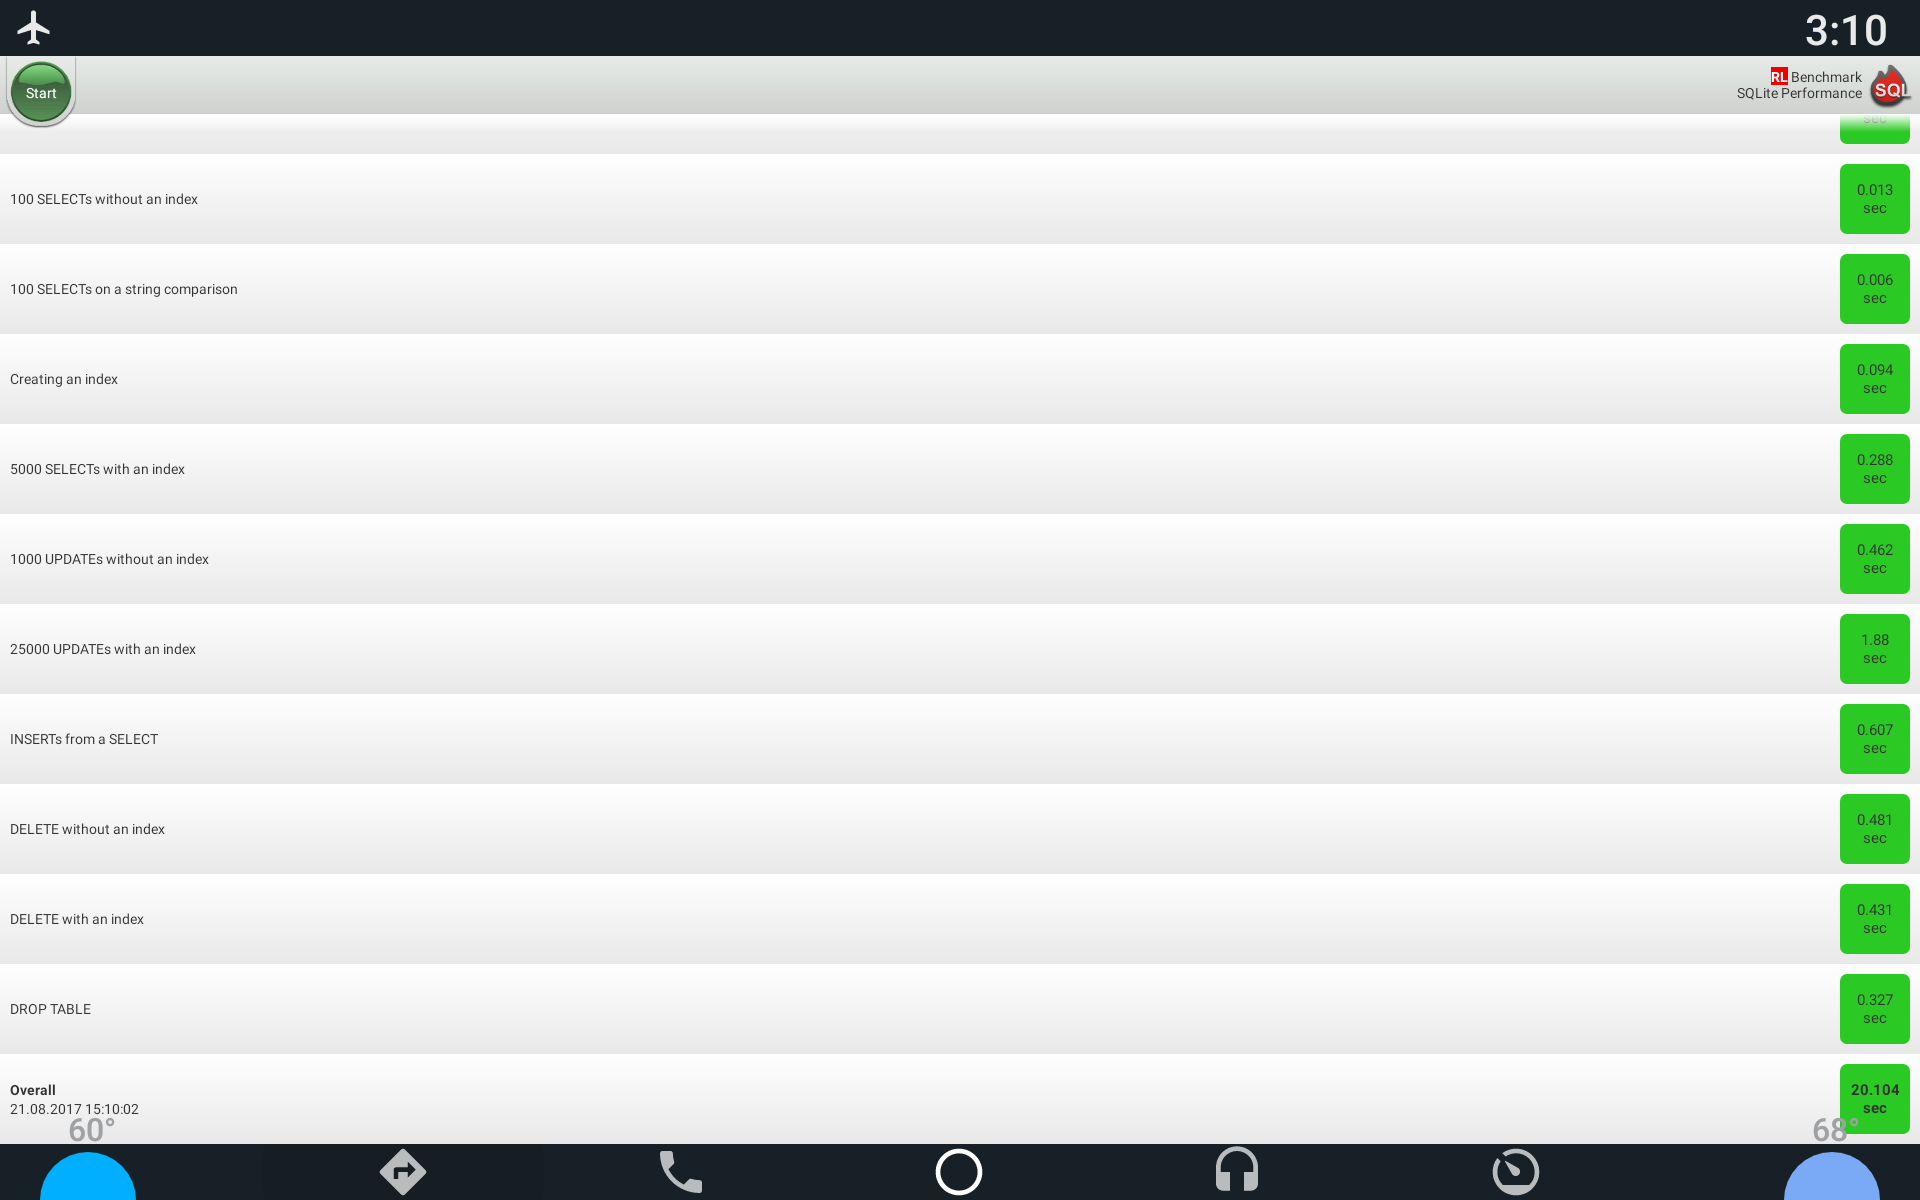 3:10
Start
RL Benchmark
SQLite Performance
SQL
sec
100 SELECTs without an index
0.013
sec
100 SELECTs on a string comparison
0.006
sec
Creating an index
0.094
sec
5000 SELECTs with an index
0.288
sec
1000 UPDATEs without an index
0.462
sec
25000 UPDATEs with an index
1.88
sec
INSERTs from a SELECT
0.607
sec
DELETE without an index
0.481
sec
DELETE with an index
0.431
sec
DROP TABLE
0.327
sec
Overall
21.08.2017 15:10:02
20.104
sec
60°
68°